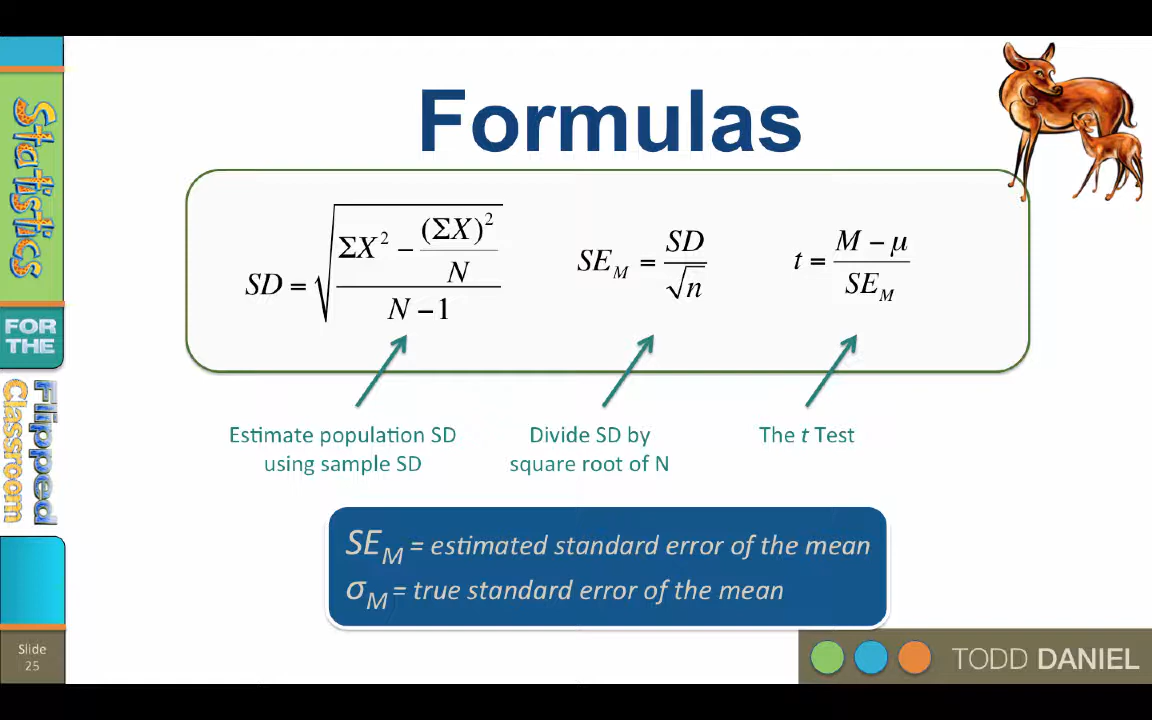 Formulas
Statistics
FOR
THE
Flipped
Classroom
SD = √((ΣX² − (ΣX)²/N)/(N − 1))
SE_M = SD/√n
t = (M − μ)/SE_M
Estimate population SD
using sample SD
Divide SD by
square root of N
The t Test
SE_M = estimated standard error of the mean
σ_M = true standard error of the mean
Slide
25
TODD DANIEL